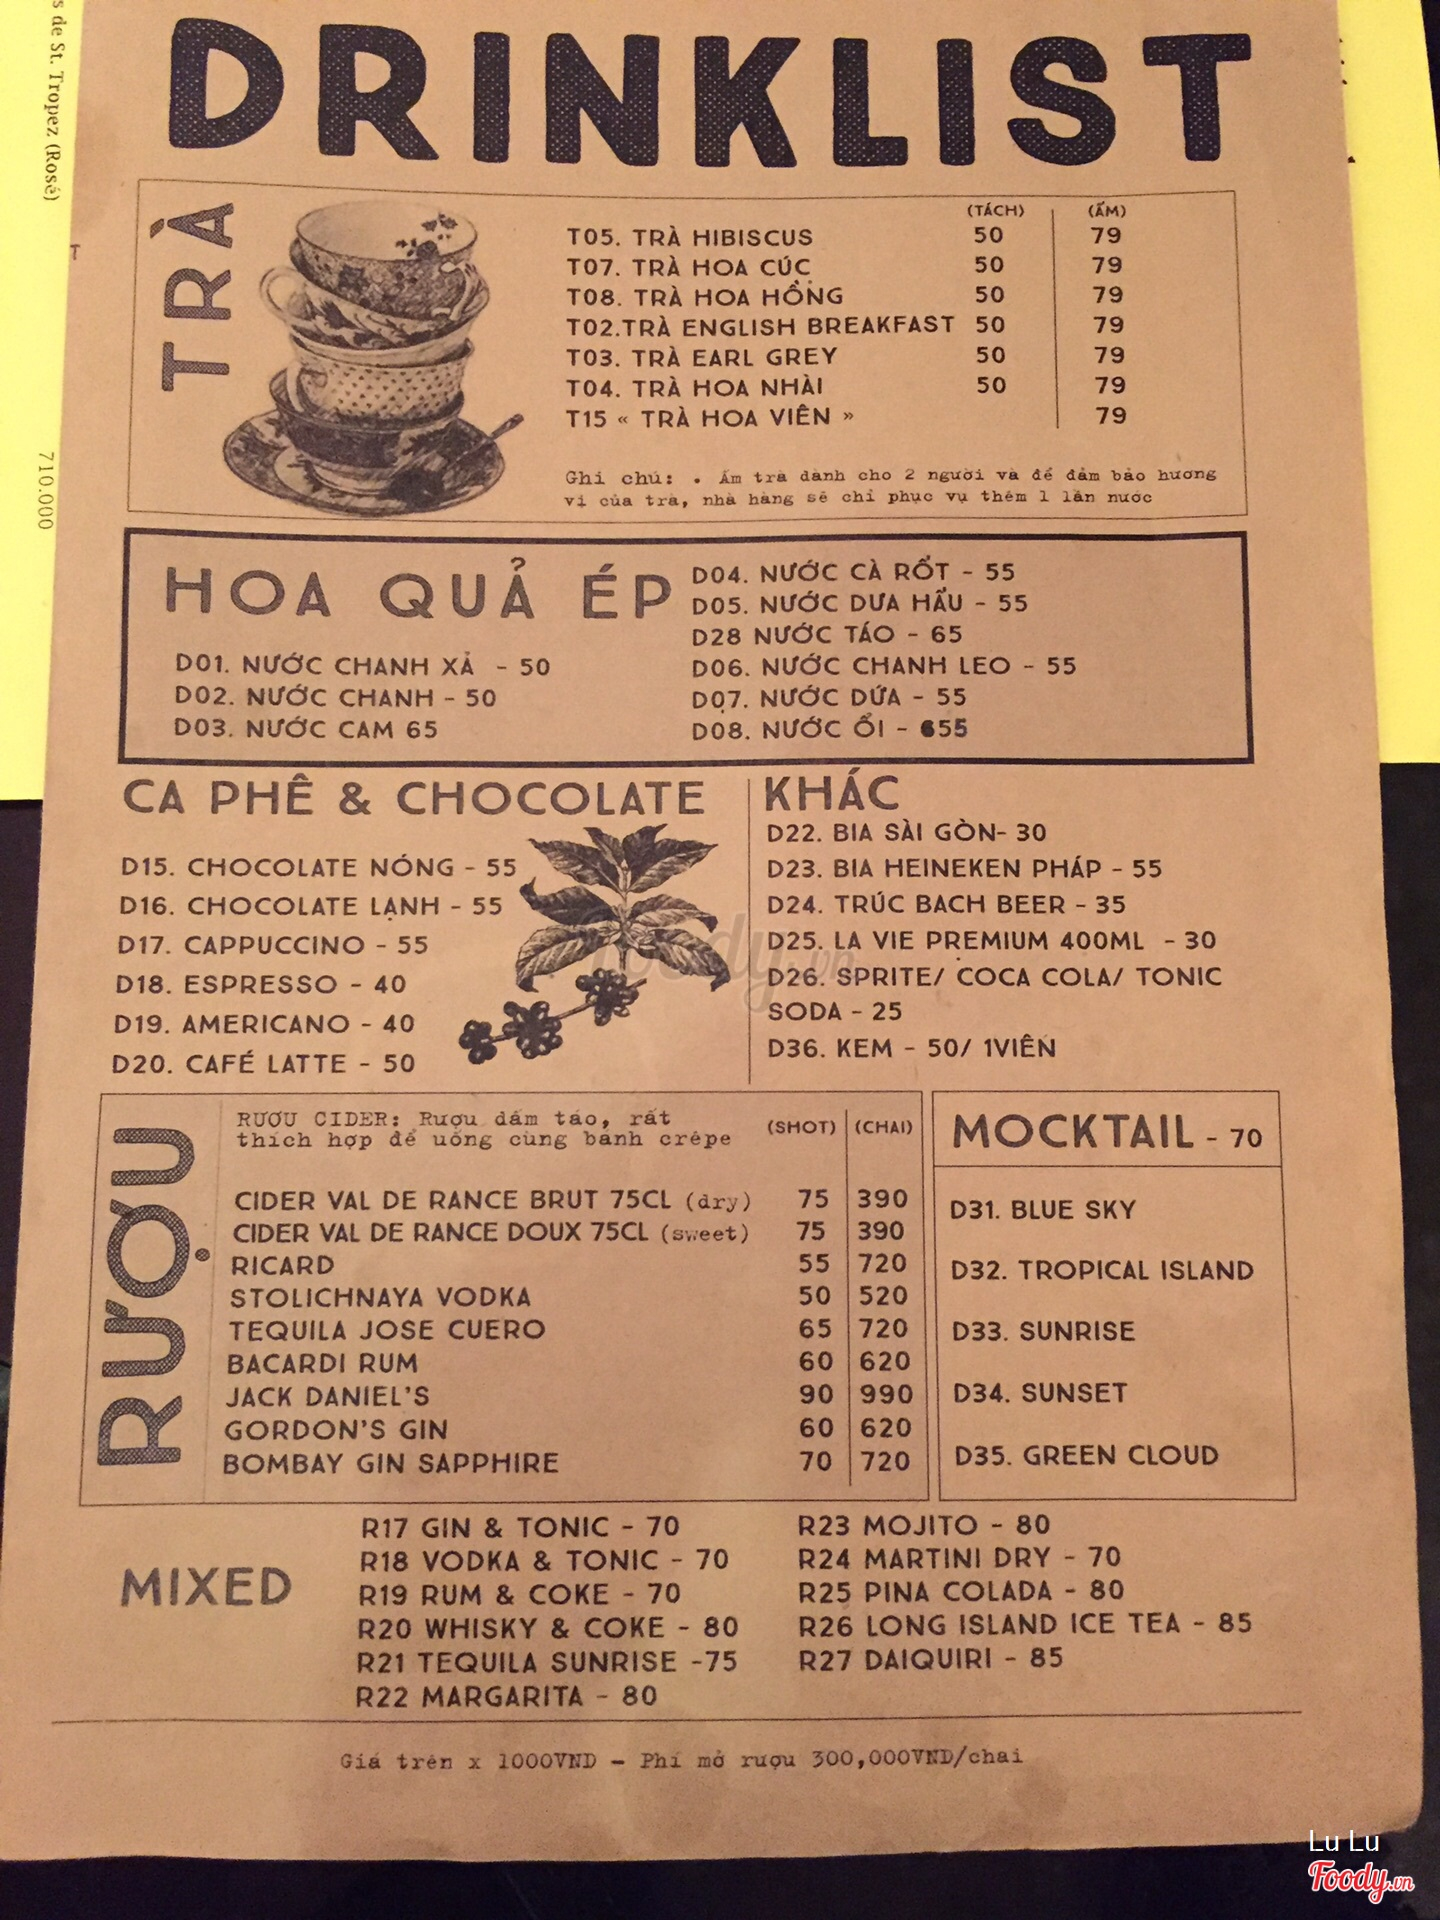 DRINKLIST
TRÀ
(TÁCH) (ẤM)
T05. TRÀ HIBISCUS 50 79
T07. TRÀ HOA CÚC 50 79
T08. TRÀ HOA HỒNG 50 79
T02.TRÀ ENGLISH BREAKFAST 50 79
T03. TRÀ EARL GREY 50 79
T04. TRÀ HOA NHÀI 50 79
T15 « TRÀ HOA VIÊN » 79
Ghi chú: . Ấm trà dành cho 2 người và để đảm bảo hương
vị của trà, nhà hàng sẽ chỉ phục vụ thêm 1 lần nước
HOA QUẢ ÉP
D01. NƯỚC CHANH XẢ - 50
D02. NƯỚC CHANH - 50
D03. NƯỚC CAM 65
D04. NƯỚC CÀ RỐT - 55
D05. NƯỚC DƯA HẤU - 55
D28 NƯỚC TÁO - 65
D06. NƯỚC CHANH LEO - 55
D07. NƯỚC DỨA - 55
D08. NƯỚC ỔI - 655
CA PHÊ & CHOCOLATE
D15. CHOCOLATE NÓNG - 55
D16. CHOCOLATE LẠNH - 55
D17. CAPPUCCINO - 55
D18. ESPRESSO - 40
D19. AMERICANO - 40
D20. CAFÉ LATTE - 50
KHÁC
D22. BIA SÀI GÒN- 30
D23. BIA HEINEKEN PHÁP - 55
D24. TRÚC BACH BEER - 35
D25. LA VIE PREMIUM 400ML - 30
D26. SPRITE/ COCA COLA/ TONIC
SODA - 25
D36. KEM - 50/ 1VIÊN
RƯỢU
RƯỢU CIDER: Rượu dấm táo, rất
thích hợp để uống cùng bánh crêpe
(SHOT) (CHAI)
CIDER VAL DE RANCE BRUT 75CL (dry) 75 390
CIDER VAL DE RANCE DOUX 75CL (sweet) 75 390
RICARD 55 720
STOLICHNAYA VODKA 50 520
TEQUILA JOSE CUERO 65 720
BACARDI RUM 60 620
JACK DANIEL'S 90 990
GORDON'S GIN 60 620
BOMBAY GIN SAPPHIRE 70 720
MOCKTAIL - 70
D31. BLUE SKY
D32. TROPICAL ISLAND
D33. SUNRISE
D34. SUNSET
D35. GREEN CLOUD
MIXED
R17 GIN & TONIC - 70
R18 VODKA & TONIC - 70
R19 RUM & COKE - 70
R20 WHISKY & COKE - 80
R21 TEQUILA SUNRISE -75
R22 MARGARITA - 80
R23 MOJITO - 80
R24 MARTINI DRY - 70
R25 PINA COLADA - 80
R26 LONG ISLAND ICE TEA - 85
R27 DAIQUIRI - 85
Giá trên x 1000VND - Phí mở rượu 300,000VND/chai
s de St. Tropez (Rosé)
T
710.000
foody.vn
Lu Lu
Foody.vn